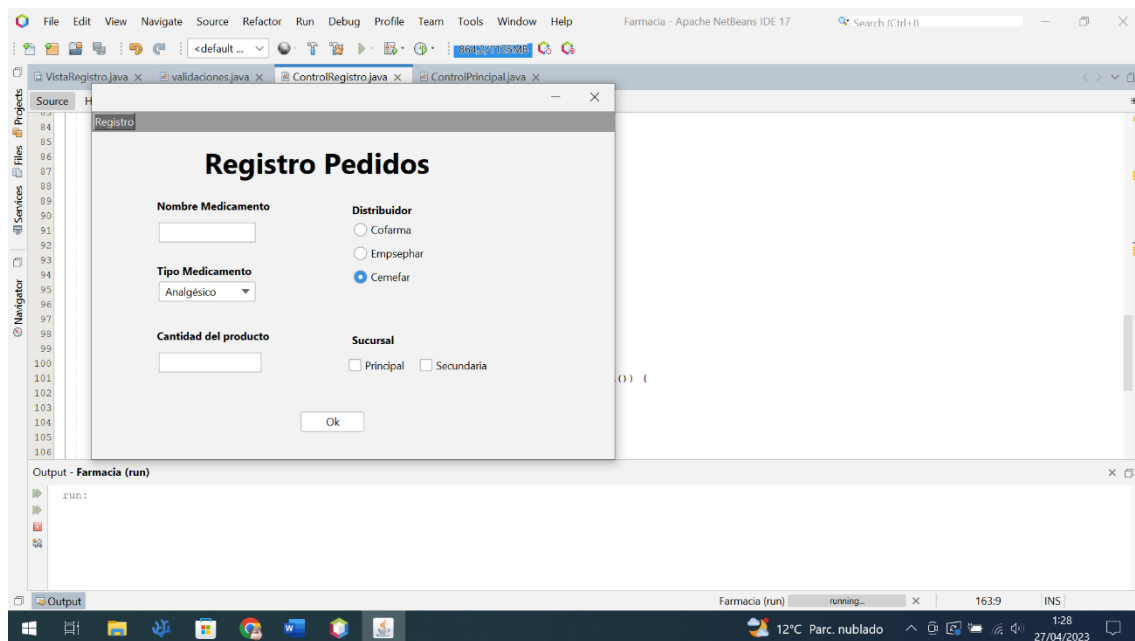 File Edit View Navigate Source Refactor Run Debug Profile Team Tools Window Help Farmacia - Apache NetBeans IDE 17 Search (Ctrl+I)
<default ...
VistaRegistro.java validaciones.java ControlRegistro.java ControlPrincipal.java
Source
Projects
Files
Services
Navigator
84
85
86
87
88
89
90
91
92
93
94
95
96
97
98
99
100
101 ()) {
102
103
104
105
106
Registro
Registro Pedidos
Nombre Medicamento
Distribuidor
Cofarma
Empsephar
Tipo Medicamento
Cemefar
Analgésico
Cantidad del producto
Sucursal
Principal Secundaria
Ok
Output - Farmacia (run)
run:
Output
Farmacia (run) running... 163:9 INS
12°C Parc. nublado
1:28
27/04/2023